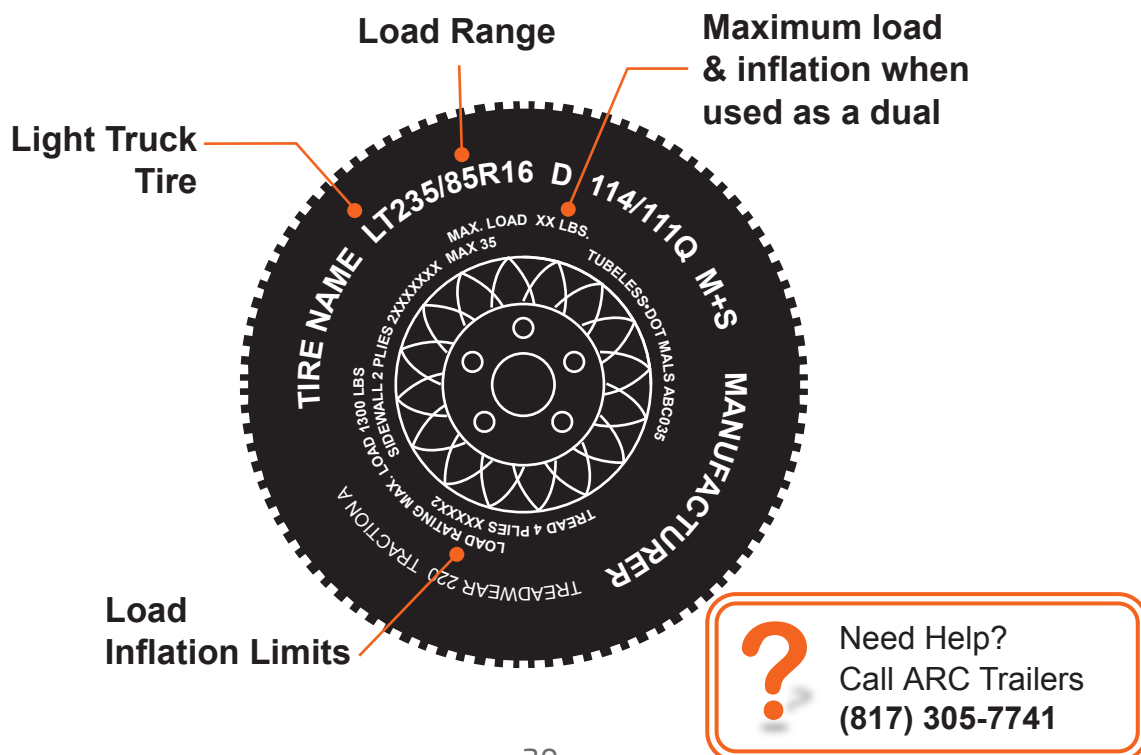 Load Range
Maximum load
& inflation when
used as a dual
Light Truck
Tire
TIRE NAME LT235/85R16 D 114/111Q M+S
MANUFACTURER
MAX. LOAD XX LBS.
MAX 35
TUBELESS•DOT MALS ABC035
SIDEWALL 2 PLIES 2XXXXXXX
LOAD RATING MAX. LOAD 1300 LBS
TREAD 4 PLIES XXXXX2
TREADWEAR 220 TRACTION A
Load
Inflation Limits
Need Help?
Call ARC Trailers
(817) 305-7741